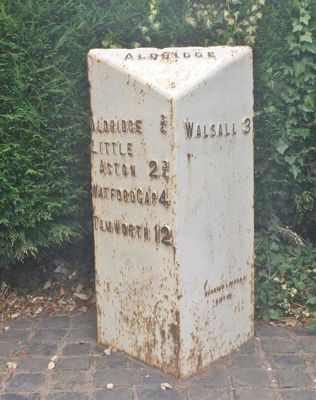 ALDRIDGE
ALDRIDGE ¾
LITTLE
ASTON 2¾
WATFORD GAP 4
TAMWORTH 12
WALSALL 3